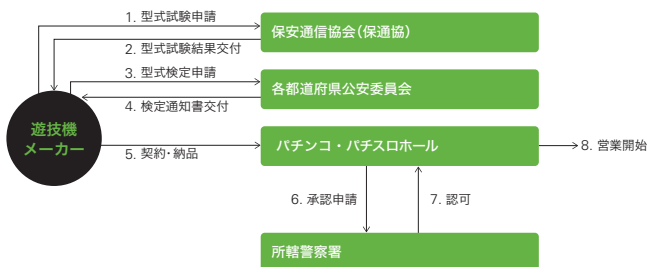 1. 型式試験申請
保安通信協会(保通協)
2. 型式試験結果交付
3. 型式検定申請
各都道府県公安委員会
4. 検定通知書交付
遊技機
メーカー
5. 契約・納品
パチンコ・パチスロホール
8. 営業開始
6. 承認申請
7. 認可
所轄警察署